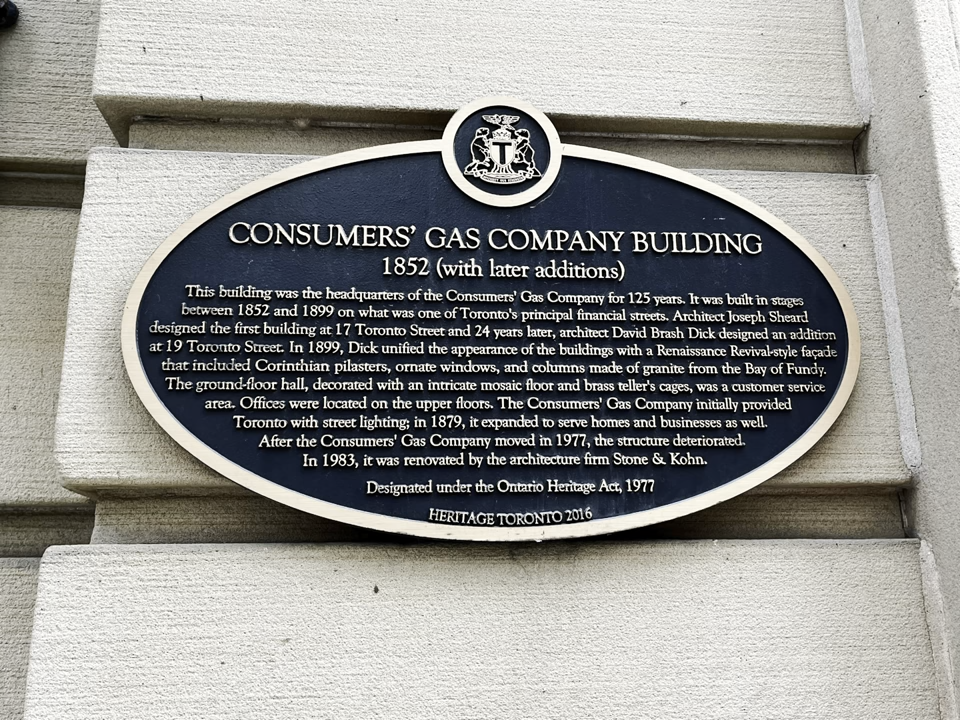 T
CONSUMERS' GAS COMPANY BUILDING
1852 (with later additions)
This building was the headquarters of the Consumers' Gas Company for 125 years. It was built in stages
between 1852 and 1899 on what was one of Toronto's principal financial streets. Architect Joseph Sheard
designed the first building at 17 Toronto Street and 24 years later, architect David Brash Dick designed an addition
at 19 Toronto Street. In 1899, Dick unified the appearance of the buildings with a Renaissance Revival-style façade
that included Corinthian pilasters, ornate windows, and columns made of granite from the Bay of Fundy.
The ground-floor hall, decorated with an intricate mosaic floor and brass teller's cages, was a customer service
area. Offices were located on the upper floors. The Consumers' Gas Company initially provided
Toronto with street lighting; in 1879, it expanded to serve homes and businesses as well.
After the Consumers' Gas Company moved in 1977, the structure deteriorated.
In 1983, it was renovated by the architecture firm Stone & Kohn.
Designated under the Ontario Heritage Act, 1977
HERITAGE TORONTO 2016